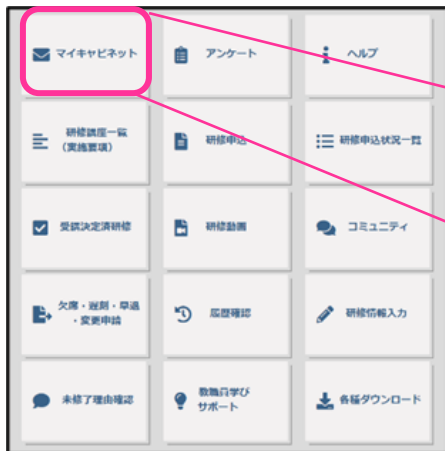 マイキャビネット
アンケート
ヘルプ
研修講座一覧
(実施要項)
研修申込
研修申込状況一覧
受講決定済研修
研修動画
コミュニティ
欠席・遅刻・早退
・変更申請
履歴確認
研修情報入力
未修了理由確認
教職員学び
サポート
各種ダウンロード